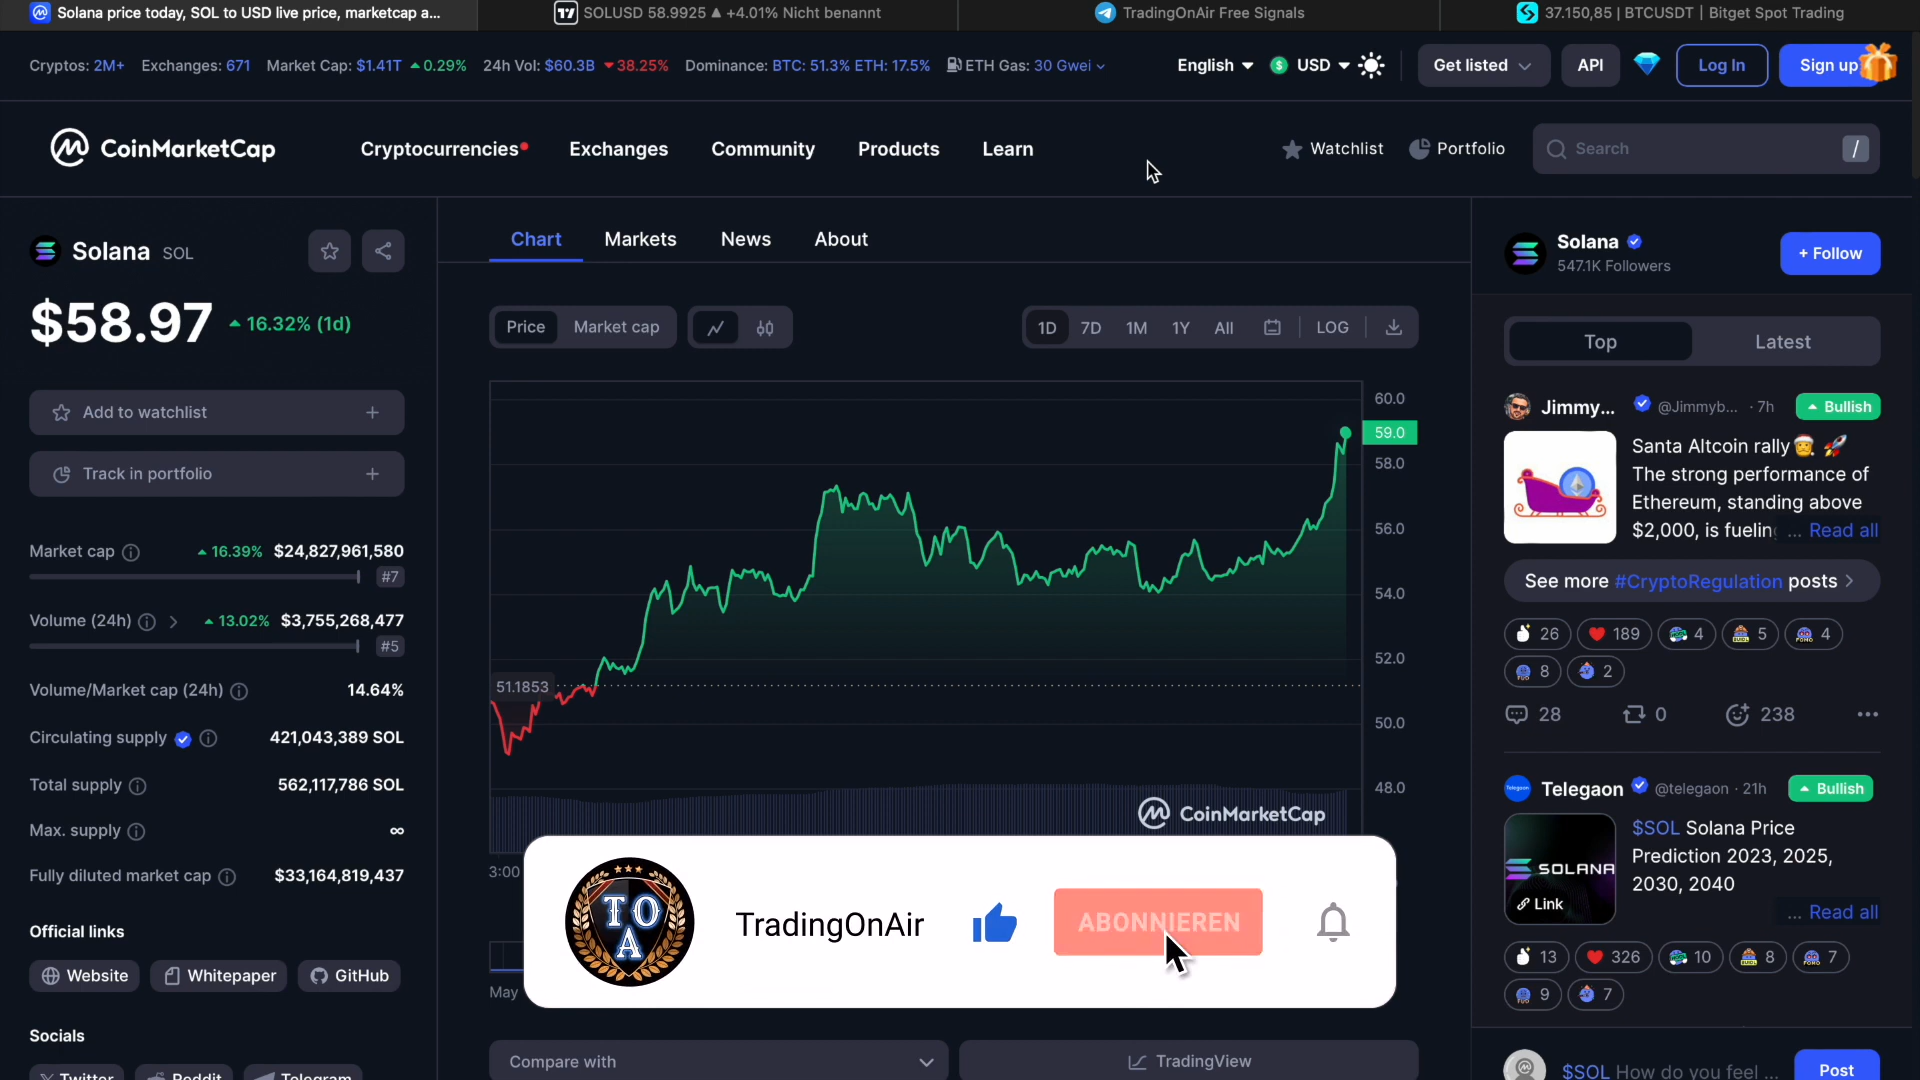 Solana price today, SOL to USD live price, marketcap a...
SOLUSD 58.9925 ▲ +4.01% Nicht benannt
TradingOnAir Free Signals
37.150,85 | BTCUSDT | Bitget Spot Trading
Cryptos: 2M+ Exchanges: 671 Market Cap: $1.41T 0.29% 24h Vol: $60.3B 38.25% Dominance: BTC: 51.3% ETH: 17.5% ETH Gas: 30 Gwei
English USD Get listed API Log In Sign up
CoinMarketCap
Cryptocurrencies Exchanges Community Products Learn
Watchlist Portfolio Search /
Solana SOL
$58.97 16.32% (1d)
Add to watchlist +
Track in portfolio +
Market cap 16.39% $24,827,961,580
#7
Volume (24h) 13.02% $3,755,268,477
#5
Volume/Market cap (24h) 14.64%
Circulating supply 421,043,389 SOL
Total supply 562,117,786 SOL
Max. supply ∞
Fully diluted market cap $33,164,819,437
Official links
Website Whitepaper GitHub
Socials
Twitter Reddit Telegram
Chart Markets News About
Price Market cap
1D 7D 1M 1Y All LOG
60.0
59.0
58.0
56.0
54.0
52.0
51.1853
50.0
48.0
CoinMarketCap
3:00
May
TOA
TradingOnAir ABONNIEREN
Compare with
TradingView
Solana
547.1K Followers
+ Follow
Top Latest
Jimmy... @Jimmyb... · 7h Bullish
Santa Altcoin rally🎅 🚀
The strong performance of
Ethereum, standing above
$2,000, is fueling ... Read all
See more #CryptoRegulation posts
26 189 4 5 4
8 2
28 0 238
Telegaon @telegaon · 21h Bullish
$SOL Solana Price
Prediction 2023, 2025,
2030, 2040
SOLANA
Link
... Read all
13 326 10 8 7
9 7
$SOL How do you feel ... Post